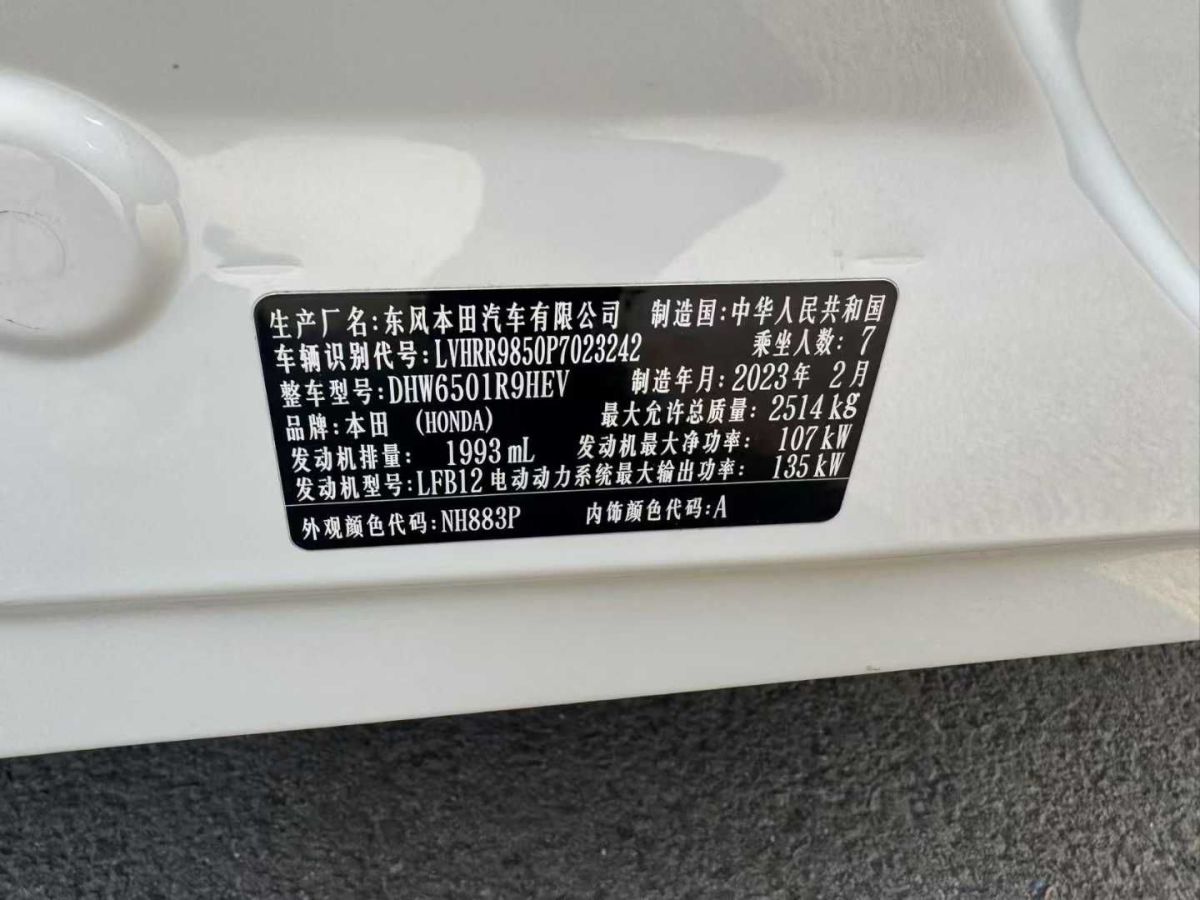 生产厂名:东风本田汽车有限公司 制造国:中华人民共和国
车辆识别代号:LVHRR9850P7023242 乘坐人数: 7
整车型号:DHW6501R9HEV 制造年月:2023年 2月
品牌:本田 (HONDA) 最大允许总质量: 2514kg
发动机排量: 1993mL 发动机最大净功率: 107kW
发动机型号:LFB12 电动动力系统最大输出功率: 135kW
外观颜色代码:NH883P 内饰颜色代码:A